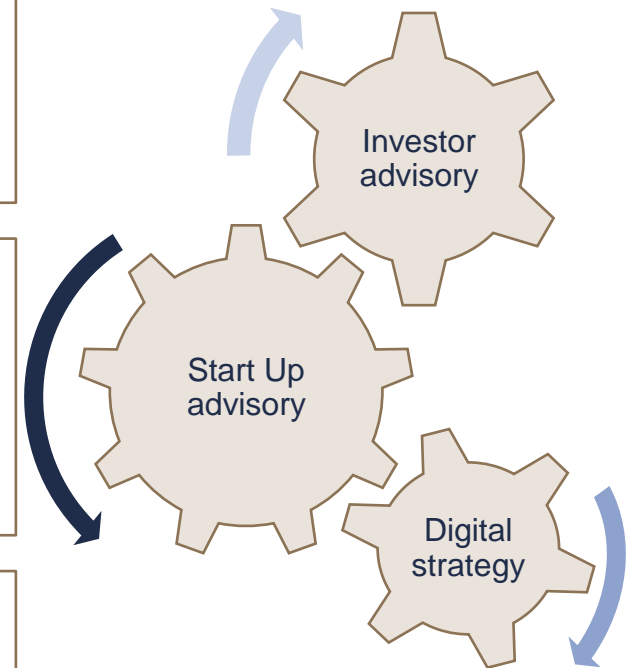 Investor
advisory
Start Up
advisory
Digital
strategy